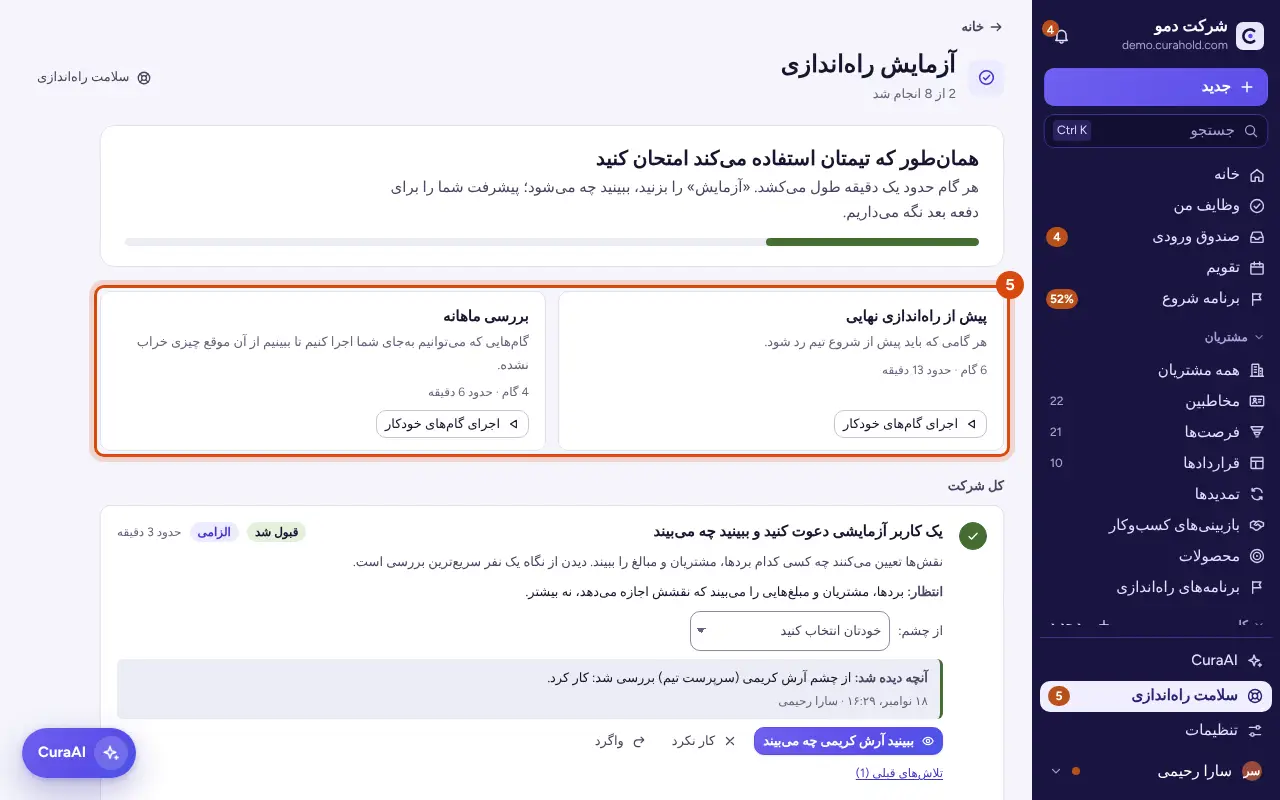 شرکت دمو
demo.curahold.com
4
جدید
جستجو
Ctrl K
خانه
وظایف من
صندوق ورودی
4
تقویم
برنامه شروع
52%
مشتریان
همه مشتریان
مخاطبین
22
فرصت‌ها
21
قراردادها
10
تمدیدها
بازبینی‌های کسب‌وکار
محصولات
برنامه‌های راه‌اندازی
CuraAI
سلامت راه‌اندازی
5
تنظیمات
سر
سارا رحیمی
خانه
آزمایش راه‌اندازی
2 از 8 انجام شد
سلامت راه‌اندازی
همان‌طور که تیمتان استفاده می‌کند امتحان کنید
هر گام حدود یک دقیقه طول می‌کشد. «آزمایش» را بزنید، ببینید چه می‌شود؛ پیشرفت شما را برای
دفعه بعد نگه می‌داریم.
5
پیش از راه‌اندازی نهایی
هر گامی که باید پیش از شروع تیم رد شود.
6 گام · حدود 13 دقیقه
اجرای گام‌های خودکار
بررسی ماهانه
گام‌هایی که می‌توانیم به‌جای شما اجرا کنیم تا ببینیم از آن موقع چیزی خراب
نشده.
4 گام · حدود 6 دقیقه
اجرای گام‌های خودکار
کل شرکت
یک کاربر آزمایشی دعوت کنید و ببینید چه می‌بیند
قبول شد
الزامی
حدود 3 دقیقه
نقش‌ها تعیین می‌کنند چه کسی کدام بردها، مشتریان و مبالغ را ببیند. دیدن از نگاه یک نفر سریع‌ترین بررسی است.
انتظار: بردها، مشتریان و مبلغ‌هایی را می‌بیند که نقشش اجازه می‌دهد، نه بیشتر.
از چشم:
خودتان انتخاب کنید
آنچه دیده شد: از چشم آرش کریمی (سرپرست تیم) بررسی شد: کار کرد.
۱۸ نوامبر، ۱۶:۲۹ · سارا رحیمی
ببینید آرش کریمی چه می‌بیند
کار نکرد
واگرد
تلاش‌های قبلی (1)
CuraAI